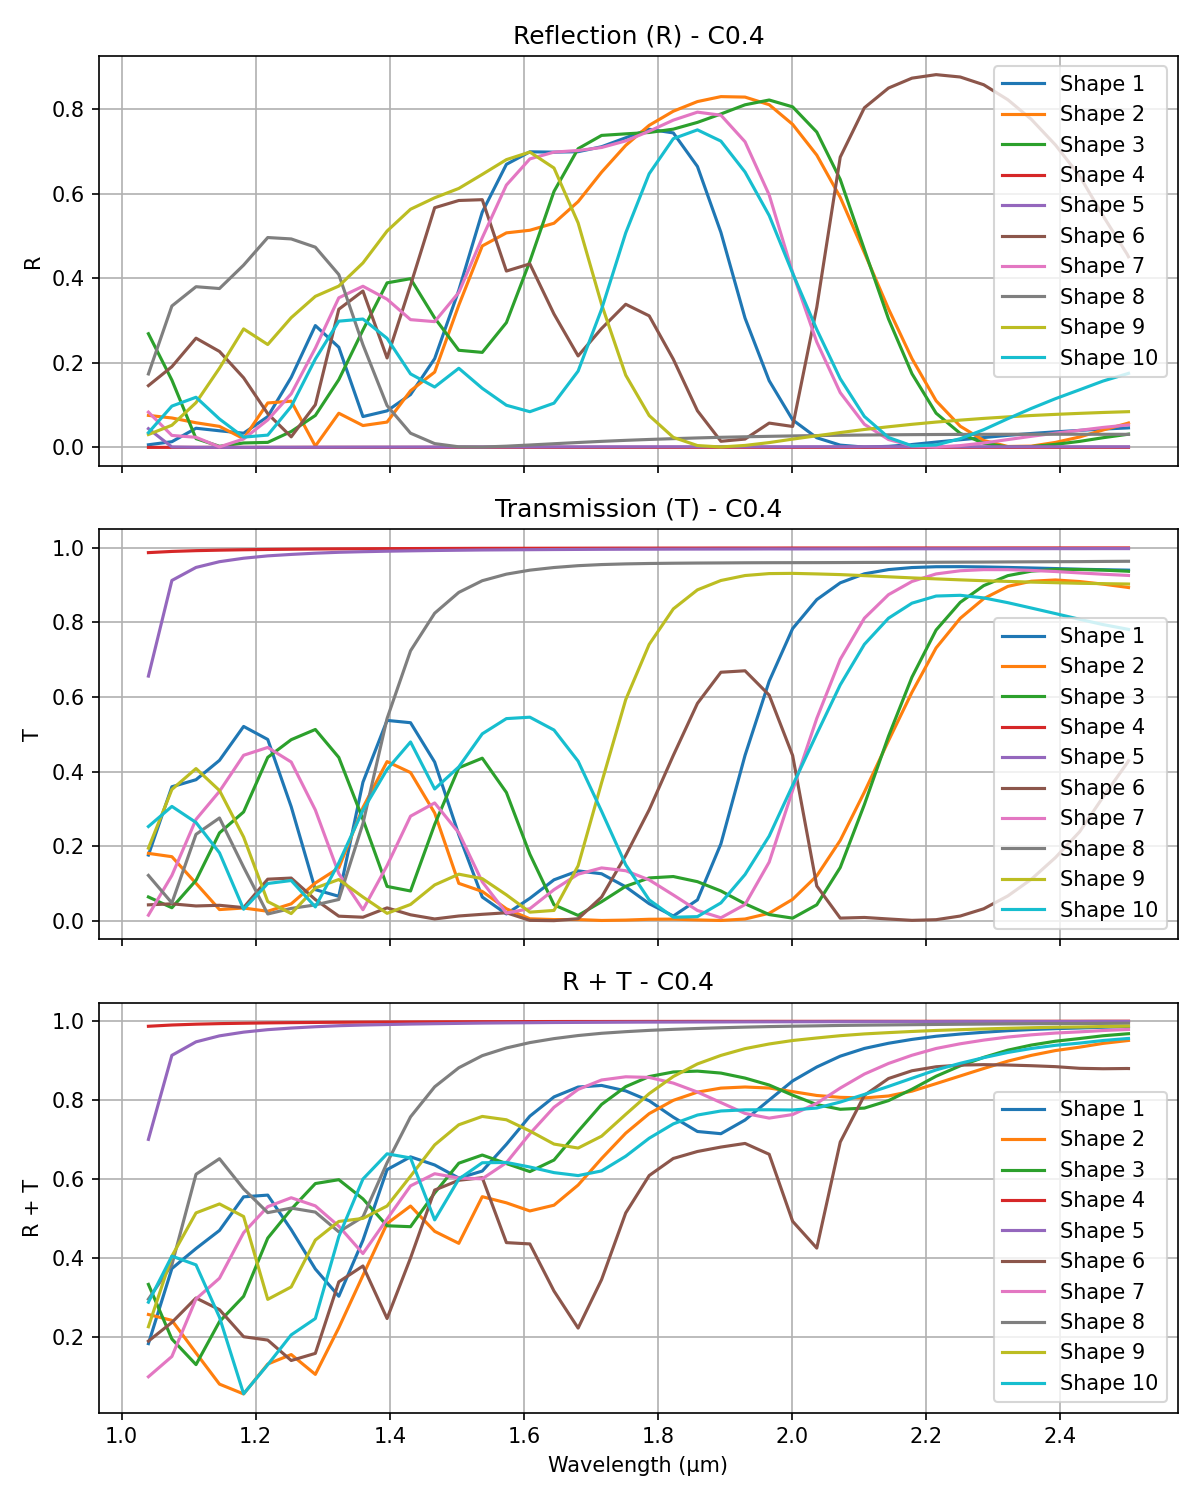 Reflection (R) - C0.4
R
0.8
0.6
0.4
0.2
0.0
Shape 1
Shape 2
Shape 3
Shape 4
Shape 5
Shape 6
Shape 7
Shape 8
Shape 9
Shape 10
Transmission (T) - C0.4
T
1.0
0.8
0.6
0.4
0.2
0.0
Shape 1
Shape 2
Shape 3
Shape 4
Shape 5
Shape 6
Shape 7
Shape 8
Shape 9
Shape 10
R + T - C0.4
R + T
1.0
0.8
0.6
0.4
0.2
Shape 1
Shape 2
Shape 3
Shape 4
Shape 5
Shape 6
Shape 7
Shape 8
Shape 9
Shape 10
1.0 1.2 1.4 1.6 1.8 2.0 2.2 2.4
Wavelength (μm)